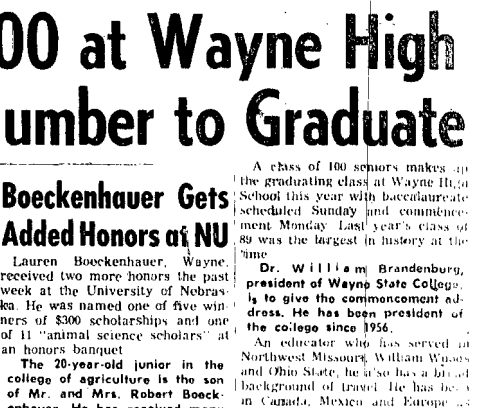 00 at Wayne High
umber to Graduate
Boeckenhauer Gets
Added Honors at NU
Lauren Boeckenhauer, Wayne,
received two more honors the past
week at the University of Nebras-
ka. He was named one of five win-
ners of $300 scholarships and one
of 11 "animal science scholars" at
an honors banquet
The 20-year-old junior in the
college of agriculture is the son
of Mr. and Mrs. Robert Boeck-
enhauer. He has received many
A class of 100 seniors makes up
the graduating class at Wayne High
School this year with baccalaureate
scheduled Sunday and commence-
ment Monday Last year's class of
89 was the largest in history at the
time
Dr. William Brandenburg,
president of Wayne State College,
is to give the commencement ad-
dress. He has been president of
the college since 1956.
An educator who has served in
Northwest Missouri, William Woods
and Ohio State, he also has a bit of
background of travel He has been
in Canada, Mexico and Europe as